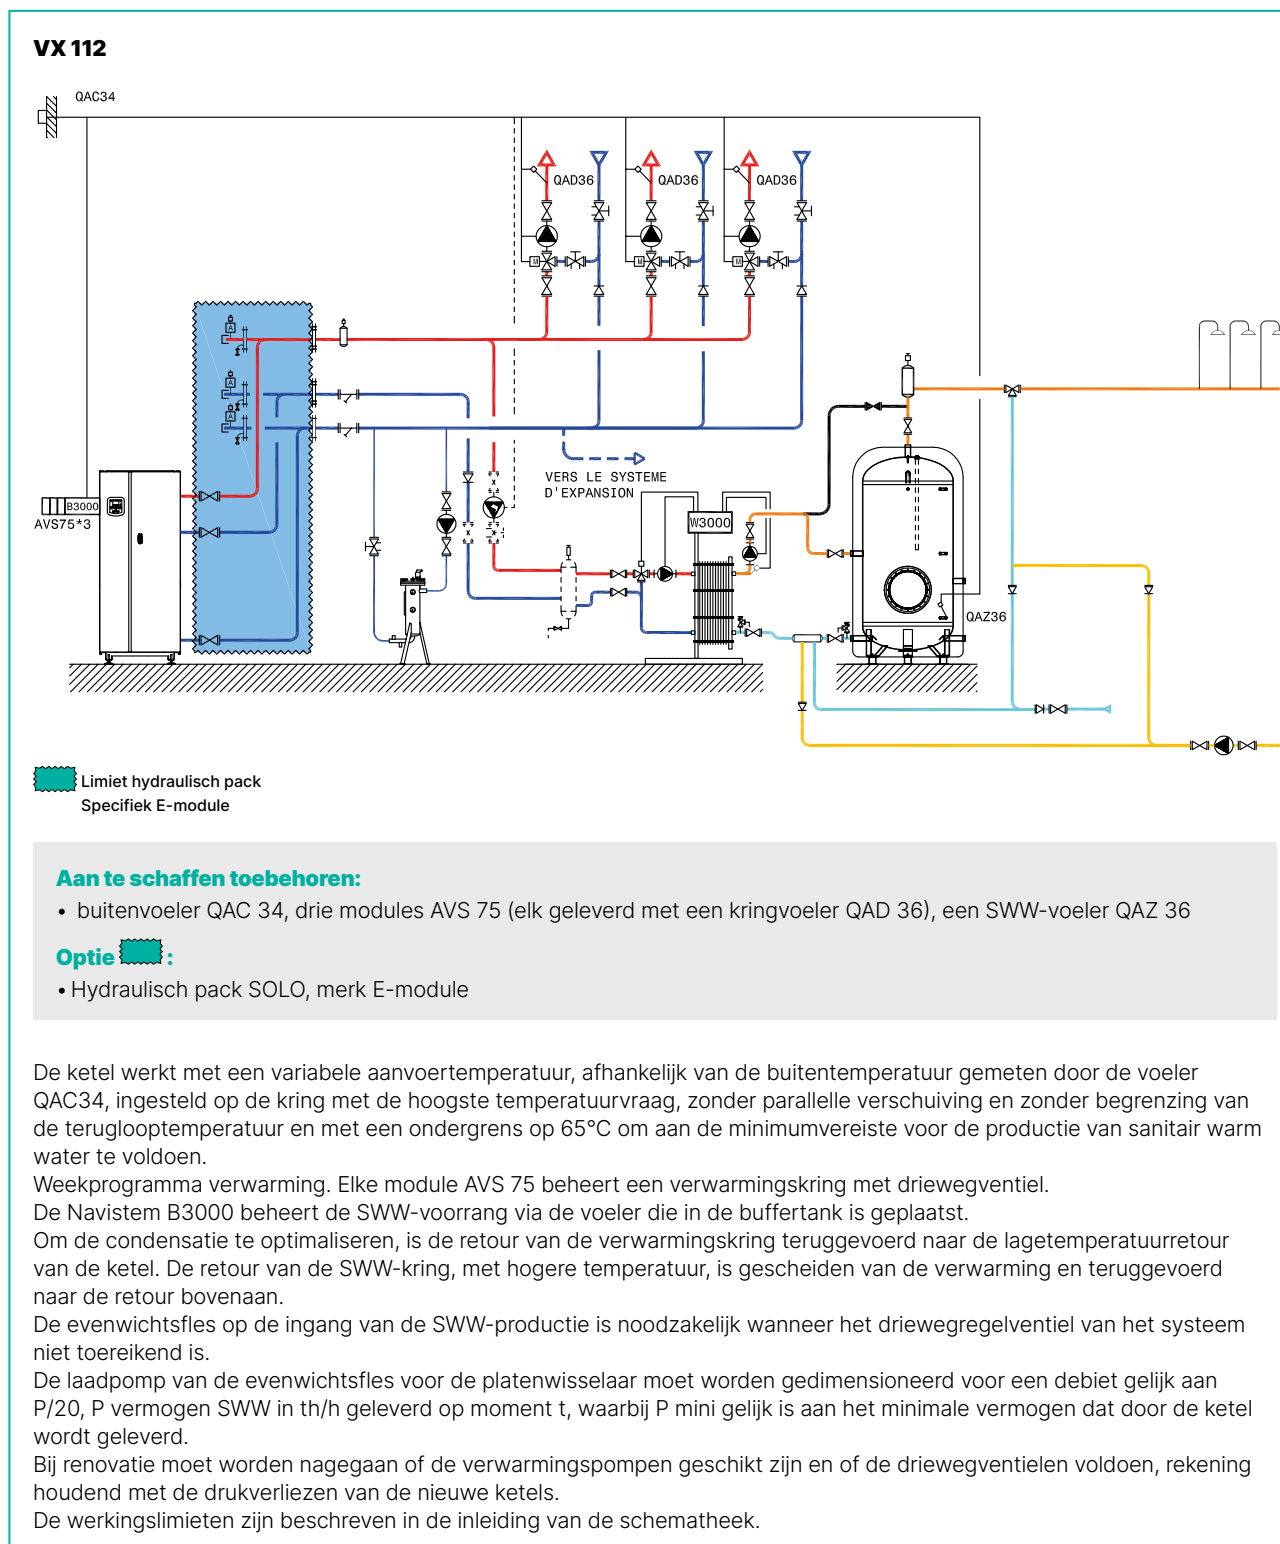 VX 112
QAC34
QAD36
QAD36
QAD36
A
A
A
M
M
M
VERS LE SYSTEME
D'EXPANSION
B3000
AVS75*3
W3000
QAZ36
Limiet hydraulisch pack
Specifiek E-module
Aan te schaffen toebehoren:
• buitenvoeler QAC 34, drie modules AVS 75 (elk geleverd met een kringvoeler QAD 36), een SWW-voeler QAZ 36
Optie :
• Hydraulisch pack SOLO, merk E-module
De ketel werkt met een variabele aanvoertemperatuur, afhankelijk van de buitentemperatuur gemeten door de voeler
QAC34, ingesteld op de kring met de hoogste temperatuurvraag, zonder parallelle verschuiving en zonder begrenzing van
de teruglooptemperatuur en met een ondergrens op 65°C om aan de minimumvereiste voor de productie van sanitair warm
water te voldoen.
Weekprogramma verwarming. Elke module AVS 75 beheert een verwarmingskring met driewegventiel.
De Navistem B3000 beheert de SWW-voorrang via de voeler die in de buffertank is geplaatst.
Om de condensatie te optimaliseren, is de retour van de verwarmingskring teruggevoerd naar de lagetemperatuurretour
van de ketel. De retour van de SWW-kring, met hogere temperatuur, is gescheiden van de verwarming en teruggevoerd
naar de retour bovenaan.
De evenwichtsfles op de ingang van de SWW-productie is noodzakelijk wanneer het driewegregelventiel van het systeem
niet toereikend is.
De laadpomp van de evenwichtsfles voor de platenwisselaar moet worden gedimensioneerd voor een debiet gelijk aan
P/20, P vermogen SWW in th/h geleverd op moment t, waarbij P mini gelijk is aan het minimale vermogen dat door de ketel
wordt geleverd.
Bij renovatie moet worden nagegaan of de verwarmingspompen geschikt zijn en of de driewegventielen voldoen, rekening
houdend met de drukverliezen van de nieuwe ketels.
De werkingslimieten zijn beschreven in de inleiding van de schematheek.